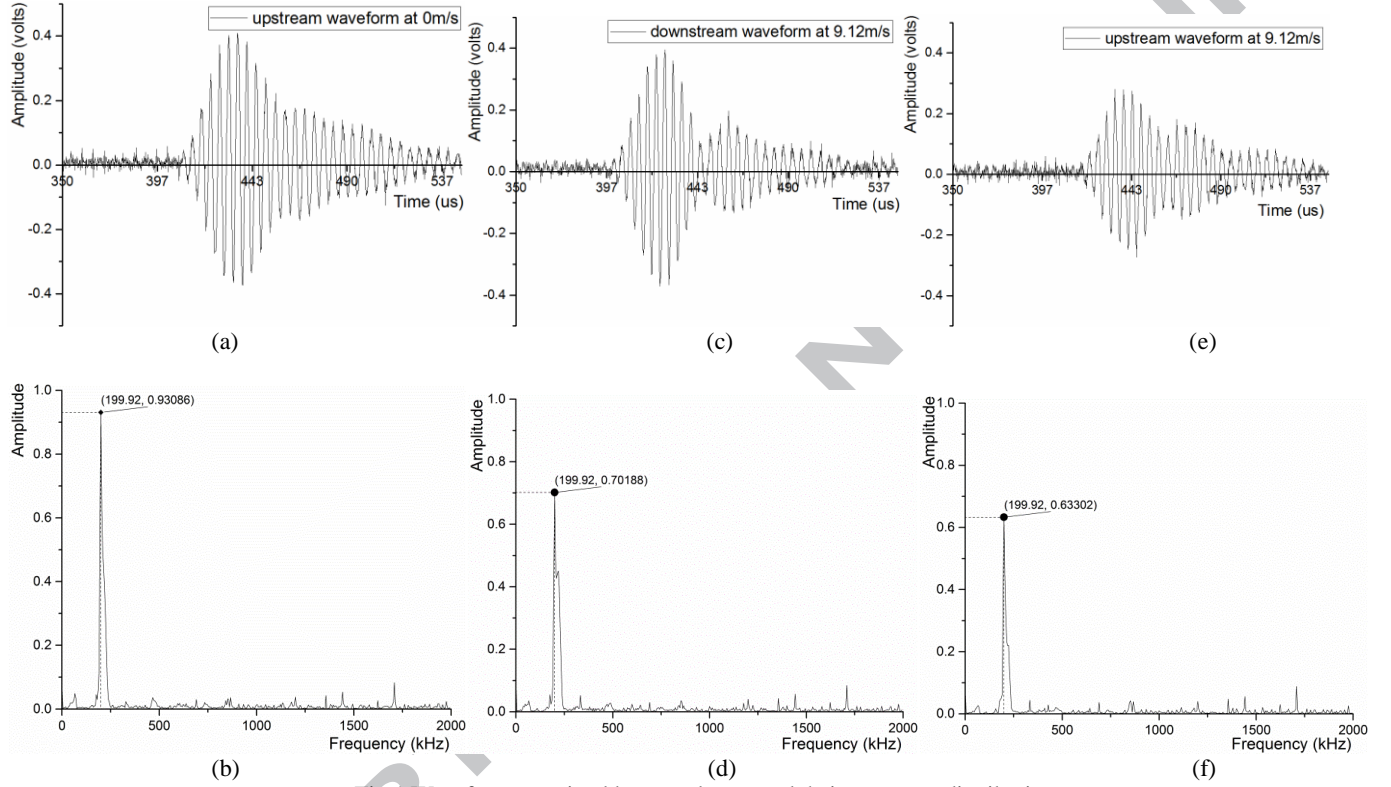 upstream waveform at 0m/s
Amplitude (volts)
0.4
0.2
0.0
-0.2
-0.4
350 397 443 490 537
Time (us)
(a)
downstream waveform at 9.12m/s
Amplitude (volts)
0.4
0.2
0.0
-0.2
-0.4
350 397 443 490 537
Time (us)
(c)
upstream waveform at 9.12m/s
Amplitude (volts)
0.4
0.2
0.0
-0.2
-0.4
350 397 443 490 537
Time (us)
(e)
Amplitude
1.0
0.8
0.6
0.4
0.2
0.0
(199.92, 0.93086)
0 500 1000 1500 2000
Frequency (kHz)
(b)
Amplitude
1.0
0.8
0.6
0.4
0.2
0.0
(199.92, 0.70188)
0 500 1000 1500 2000
Frequency (kHz)
(d)
Amplitude
1.0
0.8
0.6
0.4
0.2
0.0
(199.92, 0.63302)
0 500 1000 1500 2000
Frequency (kHz)
(f)